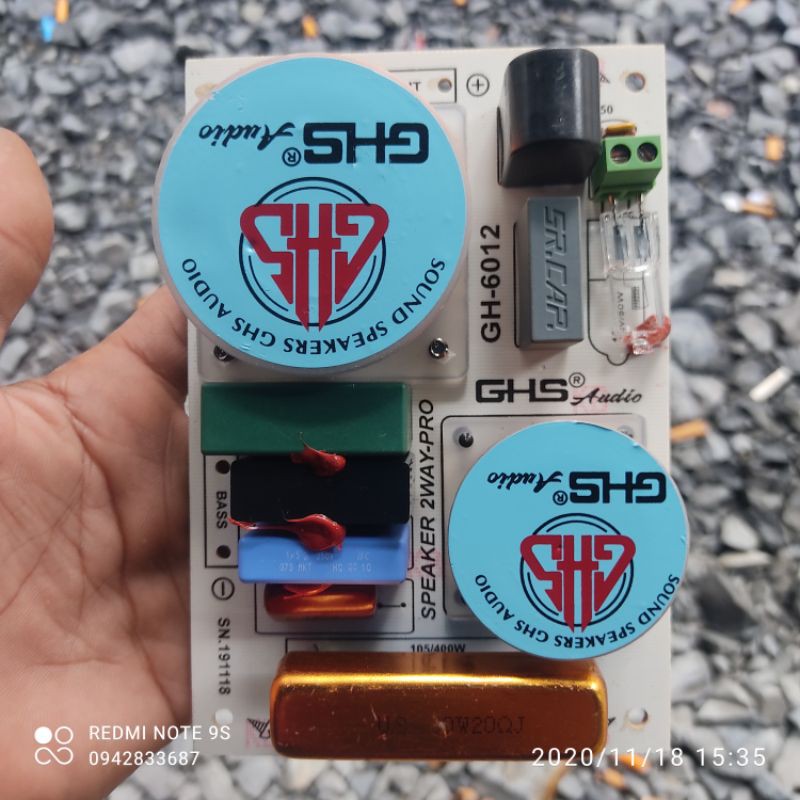 GHS® Audio
GHS
SOUND SPEAKERS GHS AUDIO
+
GH-6012
SR.CAP.
GHS® Audio
SPEAKER 2WAY-PRO
BASS
SN.191118
GHS® Audio
GHS
SOUND SPEAKERS GHS AUDIO
105/400W
REDMI NOTE 9S
0942833687
2020/11/18 15:35